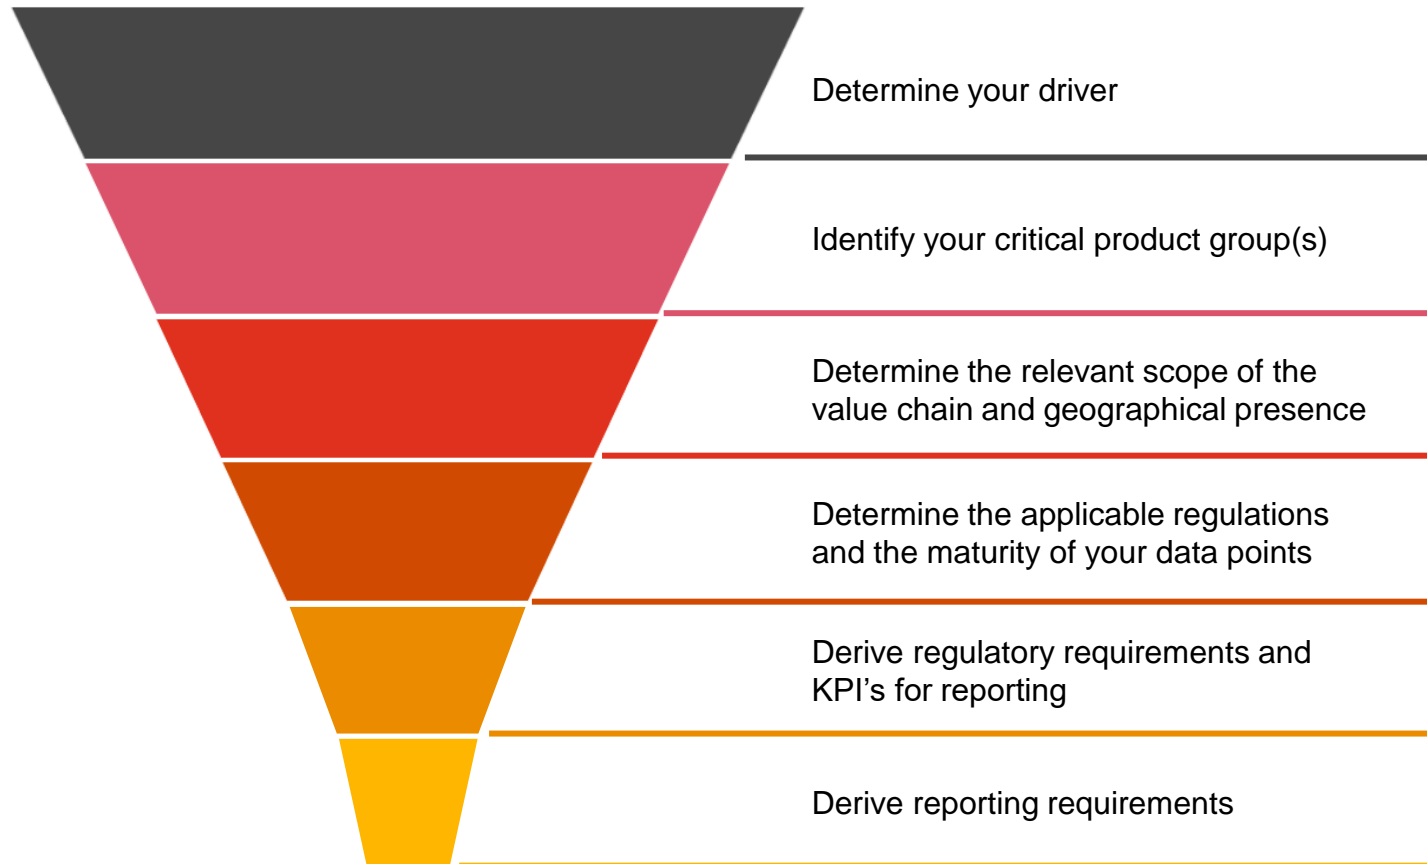 Determine your driver
Identify your critical product group(s)
Determine the relevant scope of the
value chain and geographical presence
Determine the applicable regulations
and the maturity of your data points
Derive regulatory requirements and
KPI’s for reporting
Derive reporting requirements